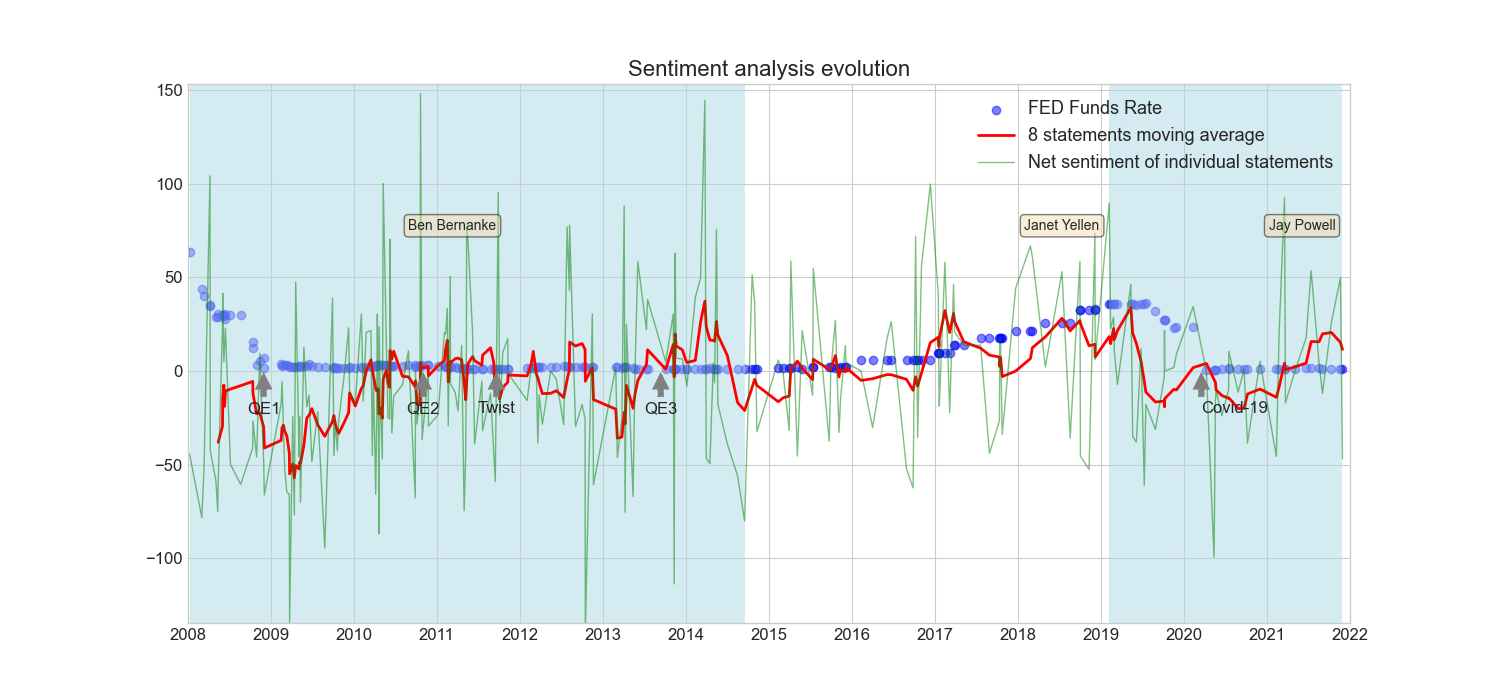 Sentiment analysis evolution
150
100
50
0
−50
−100
FED Funds Rate
8 statements moving average
Net sentiment of individual statements
Ben Bernanke
Janet Yellen
Jay Powell
QE1
QE2
Twist
QE3
Covid-19
2008 2009 2010 2011 2012 2013 2014 2015 2016 2017 2018 2019 2020 2021 2022